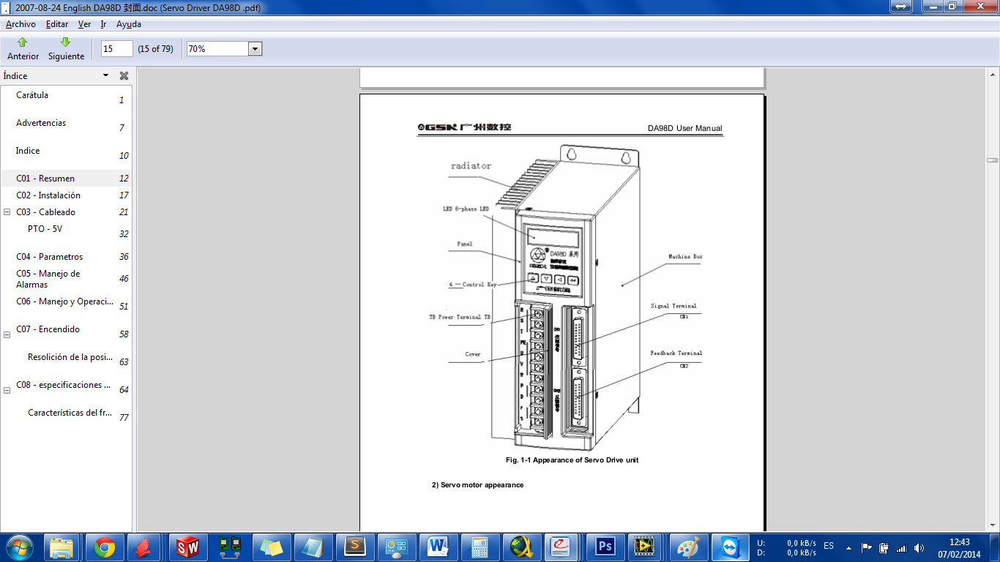 2007-08-24 English DA98D 封面.doc (Servo Driver DA98D .pdf)
Archivo Editar Ver Ir Ayuda
Anterior Siguiente 15 (15 of 79) 70%
Índice
Carátula 1
Advertencias 7
Indice 10
C01 - Resumen 12
C02 - Instalación 17
C03 - Cableado 21
PTO - 5V 32
C04 - Parametros 36
C05 - Manejo de
Alarmas 46
C06 - Manejo y Operaci... 51
C07 - Encendido 58
Resolición de la posi... 63
C08 - especificaciones ... 64
Características del fr... 77
GSK 广州数控 DA98D User Manual
radiator
LED 6-phase LED
Panel
DA98D 系列
Machine Box
4 — Control Key
Signal Terminal
CN1
TB Power Terminal TB
R
S
T
PE
U
V
W
P
D
r
t
Cover
Feedback Terminal
CN2
Fig. 1-1 Appearance of Servo Drive unit
2) Servo motor appearance
SW
S
W
Ps
U: 0,0 kB/s
D: 0,0 kB/s
ES
12:43
07/02/2014